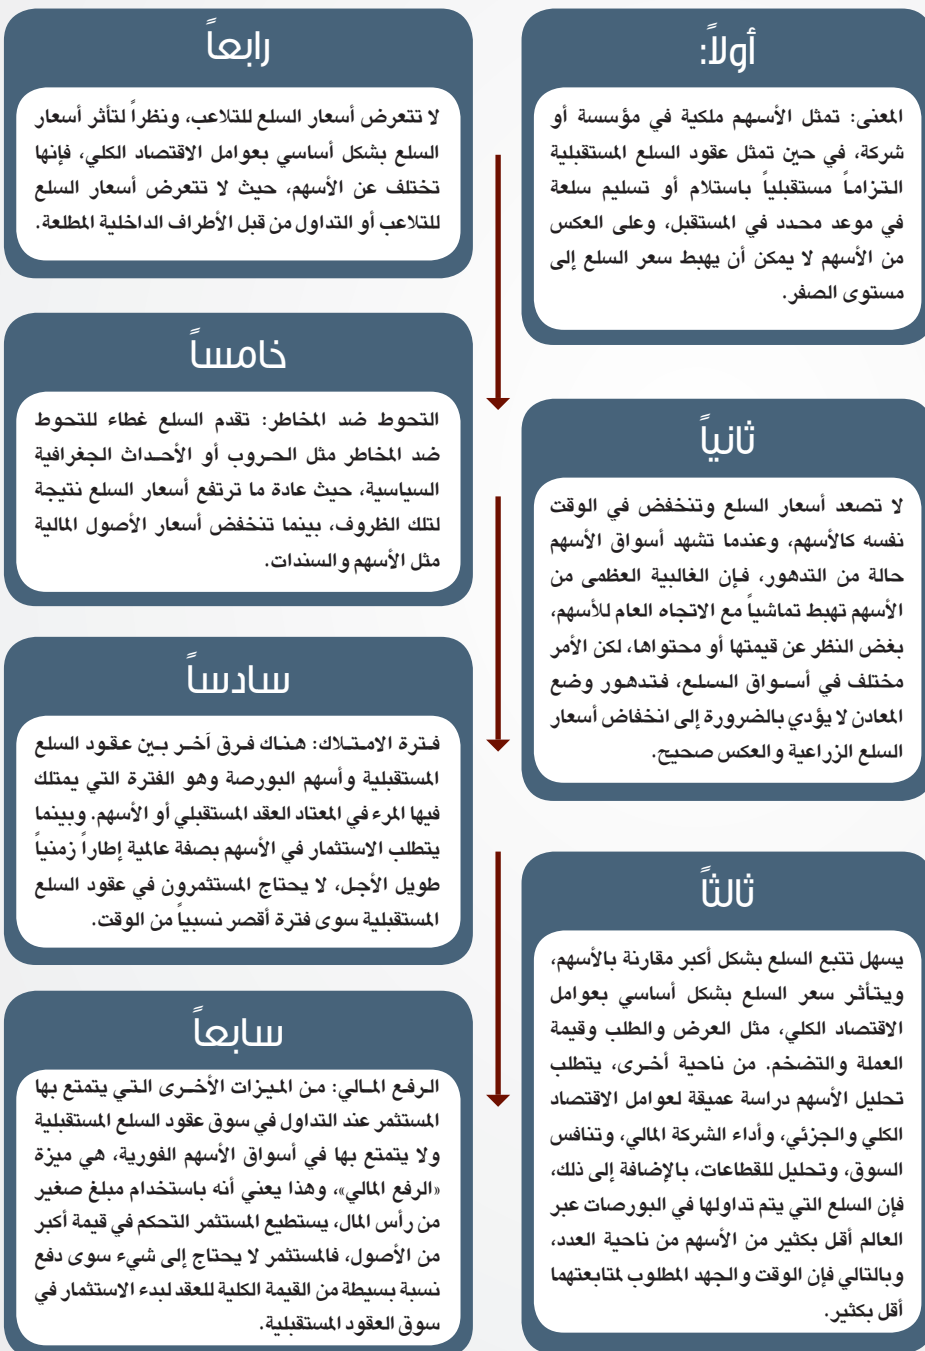 أولاً:
المعنى: تمثل الأسهم ملكية في مؤسسة أو
شركة، في حين تمثل عقود السلع المستقبلية
التزاماً مستقبلياً باستلام أو تسليم سلعة
في موعد محدد في المستقبل، وعلى العكس
من الأسهم لا يمكن أن يهبط سعر السلع إلى
مستوى الصفر.
ثانياً
لا تصعد أسعار السلع وتنخفض في الوقت
نفسه كالأسهم، وعندما تشهد أسواق الأسهم
حالة من التدهور، فإن الغالبية العظمى من
الأسهم تهبط تماشياً مع الاتجاه العام للأسهم،
بغض النظر عن قيمتها أو محتواها، لكن الأمر
مختلف في أسواق السلع، فتدهور وضع
المعادن لا يؤدي بالضرورة إلى انخفاض أسعار
السلع الزراعية والعكس صحيح.
ثالثاً
يسهل تتبع السلع بشكل أكبر مقارنة بالأسهم،
ويتأثر سعر السلع بشكل أساسي بعوامل
الاقتصاد الكلي، مثل العرض والطلب وقيمة
العملة والتضخم. من ناحية أخرى، يتطلب
تحليل الأسهم دراسة عميقة لعوامل الاقتصاد
الكلي والجزئي، وأداء الشركة المالي، وتنافس
السوق، وتحليل للقطاعات، بالإضافة إلى ذلك،
فإن السلع التي يتم تداولها في البورصات عبر
العالم أقل بكثير من الأسهم من ناحية العدد،
وبالتالي فإن الوقت والجهد المطلوب لمتابعتهما
أقل بكثير.
رابعاً
لا تتعرض أسعار السلع للتلاعب، ونظراً لتأثر أسعار
السلع بشكل أساسي بعوامل الاقتصاد الكلي، فإنها
تختلف عن الأسهم، حيث لا تتعرض أسعار السلع
للتلاعب أو التداول من قبل الأطراف الداخلية المطلعة.
خامساً
التحوط ضد المخاطر: تقدم السلع غطاء للتحوط
ضد المخاطر مثل الحروب أو الأحداث الجغرافية
السياسية، حيث عادة ما ترتفع أسعار السلع نتيجة
لتلك الظروف، بينما تنخفض أسعار الأصول المالية
مثل الأسهم والسندات.
سادساً
فترة الامتلاك: هناك فرق آخر بين عقود السلع
المستقبلية وأسهم البورصة وهو الفترة التي يمتلك
فيها المرء في المعتاد العقد المستقبلي أو الأسهم. وبينما
يتطلب الاستثمار في الأسهم بصفة عالمية إطاراً زمنياً
طويل الأجل، لا يحتاج المستثمرون في عقود السلع
المستقبلية سوى فترة أقصر نسبياً من الوقت.
سابعاً
الرفع المالي: من الميزات الأخرى التي يتمتع بها
المستثمر عند التداول في سوق عقود السلع المستقبلية
ولا يتمتع بها في أسواق الأسهم الفورية، هي ميزة
«الرفع المالي»، وهذا يعني أنه باستخدام مبلغ صغير
من رأس المال، يستطيع المستثمر التحكم في قيمة أكبر
من الأصول، فالمستثمر لا يحتاج إلى شيء سوى دفع
نسبة بسيطة من القيمة الكلية للعقد لبدء الاستثمار في
سوق العقود المستقبلية.